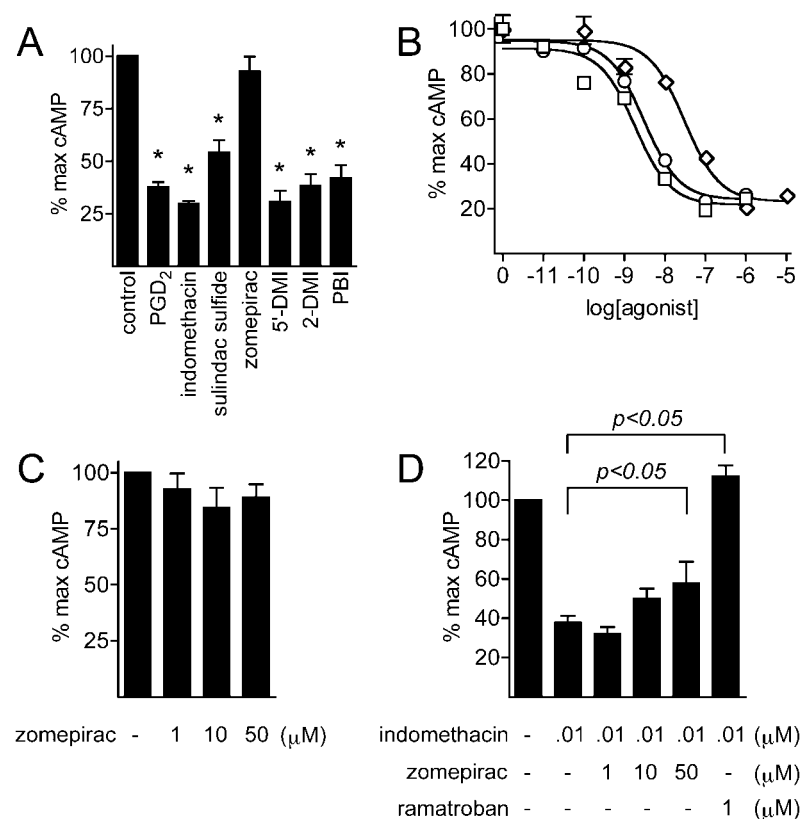 A
% max cAMP
100
75
50
25
* * * * * *
control
PGD2
indomethacin
sulindac sulfide
zomepirac
5'-DMI
2-DMI
PBI
B
% max cAMP
100
80
60
40
20
0 -11 -10 -9 -8 -7 -6 -5
log[agonist]
C
% max cAMP
100
75
50
25
zomepirac - 1 10 50 (μM)
D
p<0.05
p<0.05
% max cAMP
120
100
80
60
40
20
indomethacin - .01 .01 .01 .01 .01 (μM)
zomepirac - - 1 10 50 - (μM)
ramatroban - - - - - 1 (μM)